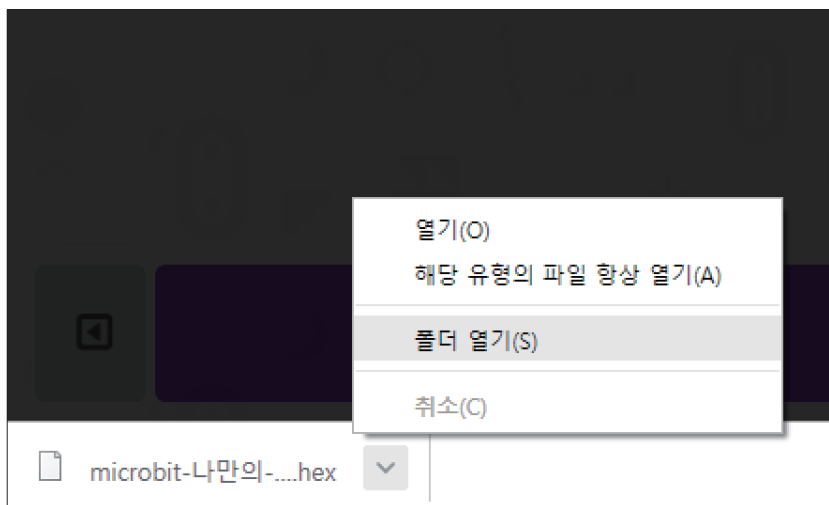 열기(O)
해당 유형의 파일 항상 열기(A)
폴더 열기(S)
취소(C)
microbit-나만의-....hex